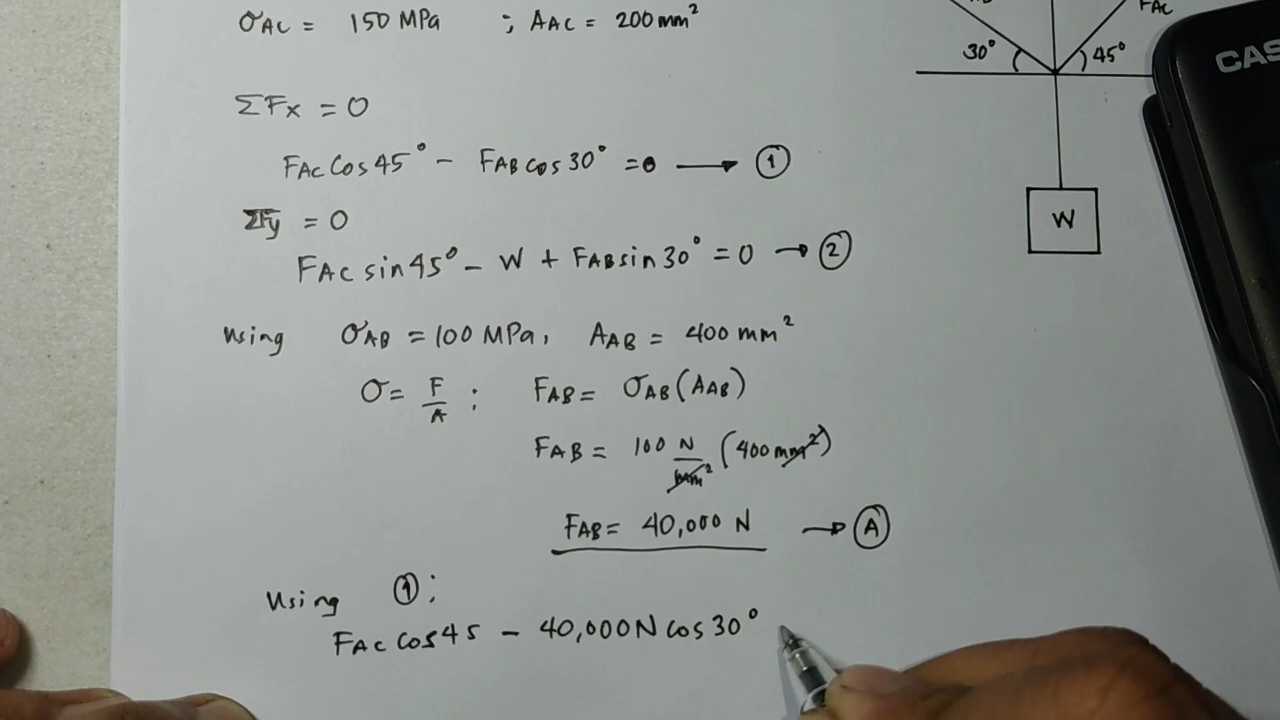 σAC = 150 MPa ; AAC = 200 mm²
FAC
30° 45°
CAS
ΣFx = 0
FAC cos 45° - FAB cos 30° = 0 → ①
ΣFy = 0
W
FAC sin 45° - W + FAB sin 30° = 0 → ②
Using σAB = 100 MPa, AAB = 400 mm²
σ = F/A ; FAB = σAB (AAB)
FAB = 100 N/mm² (400 mm²)
FAB = 40,000 N → Ⓐ
Using ① ;
FAC cos 45 - 40,000 N cos 30°